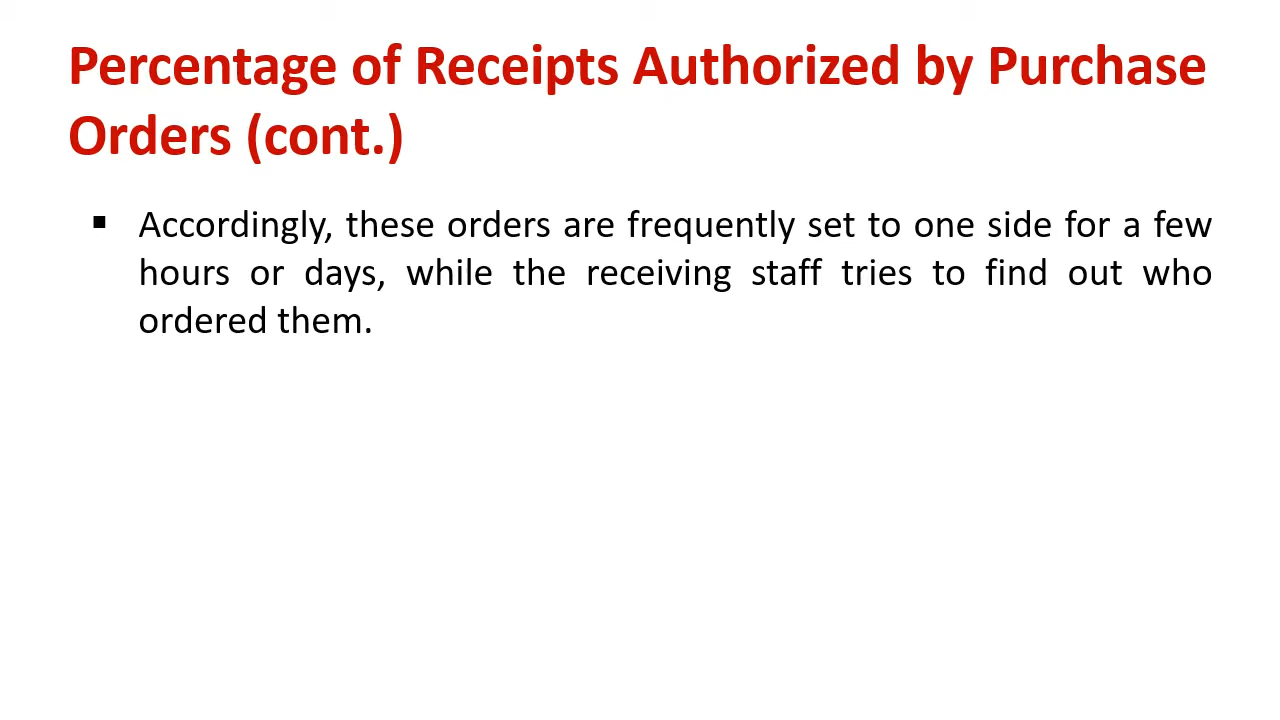 Percentage of Receipts Authorized by Purchase
Orders (cont.)
▪ Accordingly, these orders are frequently set to one side for a few
hours or days, while the receiving staff tries to find out who
ordered them.